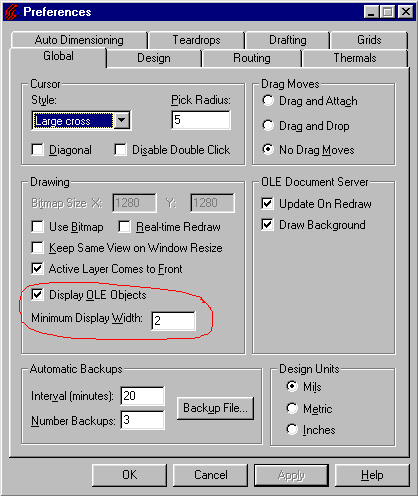 Preferences
Auto Dimensioning Teardrops Drafting Grids
Global Design Routing Thermals
Cursor
Style: Pick Radius:
Large cross 5
Diagonal Disable Double Click
Drag Moves
Drag and Attach
Drag and Drop
No Drag Moves
Drawing
Bitmap Size X: 1280 Y: 1280
Use Bitmap Real-time Redraw
Keep Same View on Window Resize
Active Layer Comes to Front
Display OLE Objects
Minimum Display Width: 2
OLE Document Server
Update On Redraw
Draw Background
Automatic Backups
Interval (minutes): 20
Number Backups: 3
Backup File...
Design Units
Mils
Metric
Inches
OK Cancel Apply Help